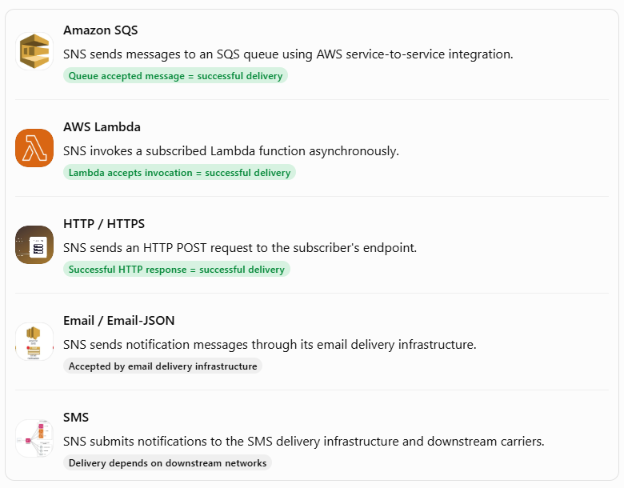 Amazon SQS
SNS sends messages to an SQS queue using AWS service-to-service integration.
Queue accepted message = successful delivery
AWS Lambda
SNS invokes a subscribed Lambda function asynchronously.
Lambda accepts invocation = successful delivery
HTTP / HTTPS
SNS sends an HTTP POST request to the subscriber's endpoint.
Successful HTTP response = successful delivery
Email / Email-JSON
SNS sends notification messages through its email delivery infrastructure.
Accepted by email delivery infrastructure
SMS
SNS submits notifications to the SMS delivery infrastructure and downstream carriers.
Delivery depends on downstream networks